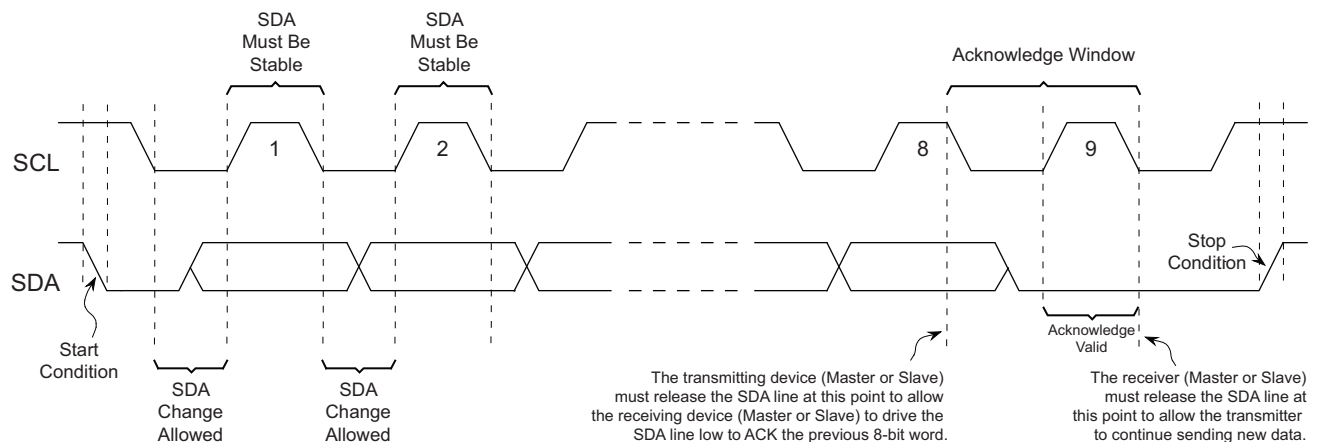 SDA
Must Be
Stable
SDA
Must Be
Stable
Acknowledge Window
SCL
1
2
8
9
SDA
Stop
Condition
Start
Condition
Acknowledge
Valid
SDA
Change
Allowed
SDA
Change
Allowed
The transmitting device (Master or Slave)
must release the SDA line at this point to allow
the receiving device (Master or Slave) to drive the
SDA line low to ACK the previous 8-bit word.
The receiver (Master or Slave)
must release the SDA line at
this point to allow the transmitter
to continue sending new data.